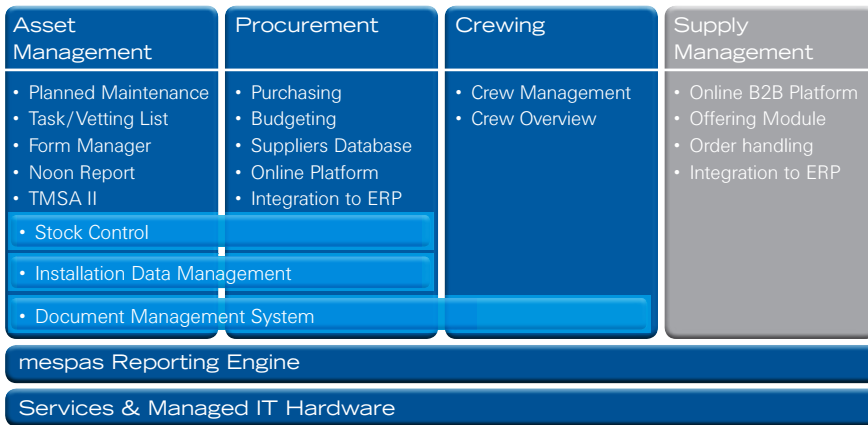 Asset
Management
• Planned Maintenance
• Task/Vetting List
• Form Manager
• Noon Report
• TMSA II
Procurement
• Purchasing
• Budgeting
• Suppliers Database
• Online Platform
• Integration to ERP
Crewing
• Crew Management
• Crew Overview
Supply
Management
• Online B2B Platform
• Offering Module
• Order handling
• Integration to ERP
• Stock Control
• Installation Data Management
• Document Management System
mespas Reporting Engine
Services & Managed IT Hardware